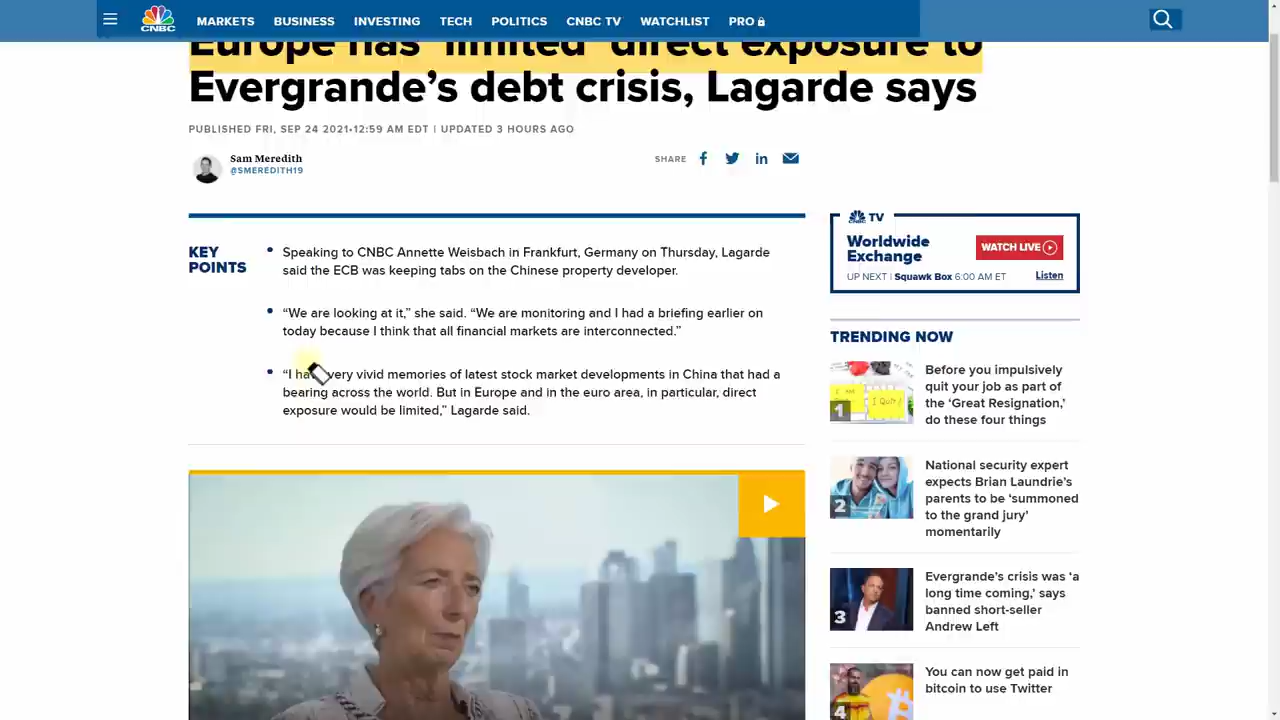 CNBC
MARKETS BUSINESS INVESTING TECH POLITICS CNBC TV WATCHLIST PRO
Europe has ‘limited’ direct exposure to
Evergrande’s debt crisis, Lagarde says
PUBLISHED FRI, SEP 24 2021•12:59 AM EDT | UPDATED 3 HOURS AGO
Sam Meredith
@SMEREDITH19
SHARE
KEY
POINTS
Speaking to CNBC Annette Weisbach in Frankfurt, Germany on Thursday, Lagarde
said the ECB was keeping tabs on the Chinese property developer.
“We are looking at it,” she said. “We are monitoring and I had a briefing earlier on
today because I think that all financial markets are interconnected.”
“I have very vivid memories of latest stock market developments in China that had a
bearing across the world. But in Europe and in the euro area, in particular, direct
exposure would be limited,” Lagarde said.
CNBC TV
Worldwide
Exchange
WATCH LIVE
UP NEXT | Squawk Box 6:00 AM ET
Listen
TRENDING NOW
1
I QUIT!
Before you impulsively
quit your job as part of
the ‘Great Resignation,’
do these four things
2
National security expert
expects Brian Laundrie’s
parents to be ‘summoned
to the grand jury’
momentarily
3
Evergrande’s crisis was ‘a
long time coming,’ says
banned short-seller
Andrew Left
4
You can now get paid in
bitcoin to use Twitter